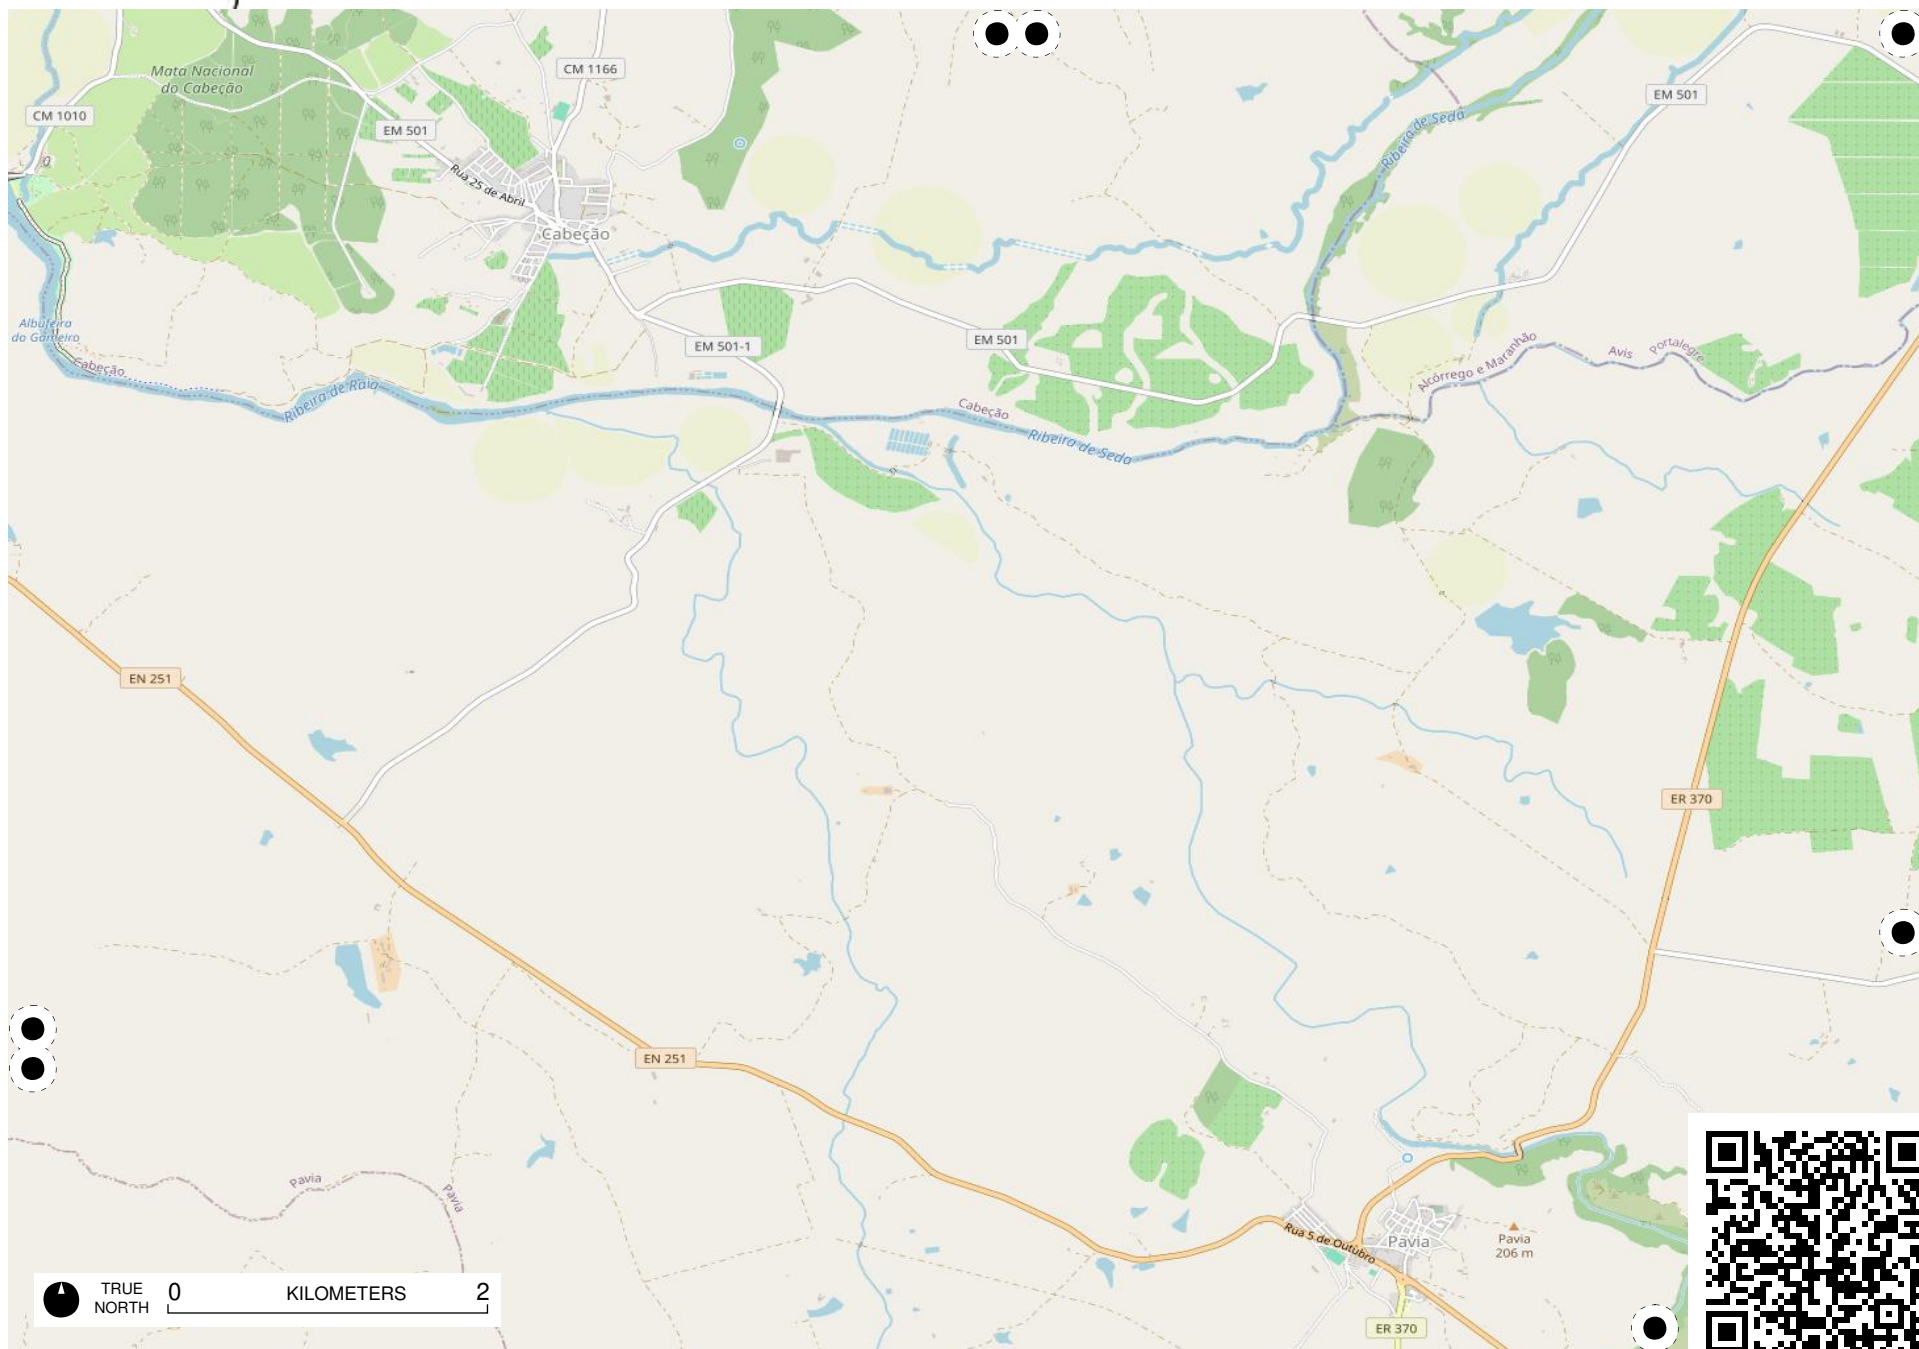 Mata Nacional
do Cabeção
CM 1166
CM 1010
EM 501
EM 501
Ribeira de Seda
Rua 25 de Abril
Cabeção
Albufeira
do Gameiro
EM 501-1
EM 501
Alcórrego e Maranhão
Avis
Portalegre
Cabeção
Ribeira de Raia
Cabeção
Ribeira de Seda
EN 251
ER 370
EN 251
Pavia
Pavia
Rua 5 de Outubro
Pavia
Pavia
206 m
TRUE
NORTH
0 KILOMETERS 2
ER 370